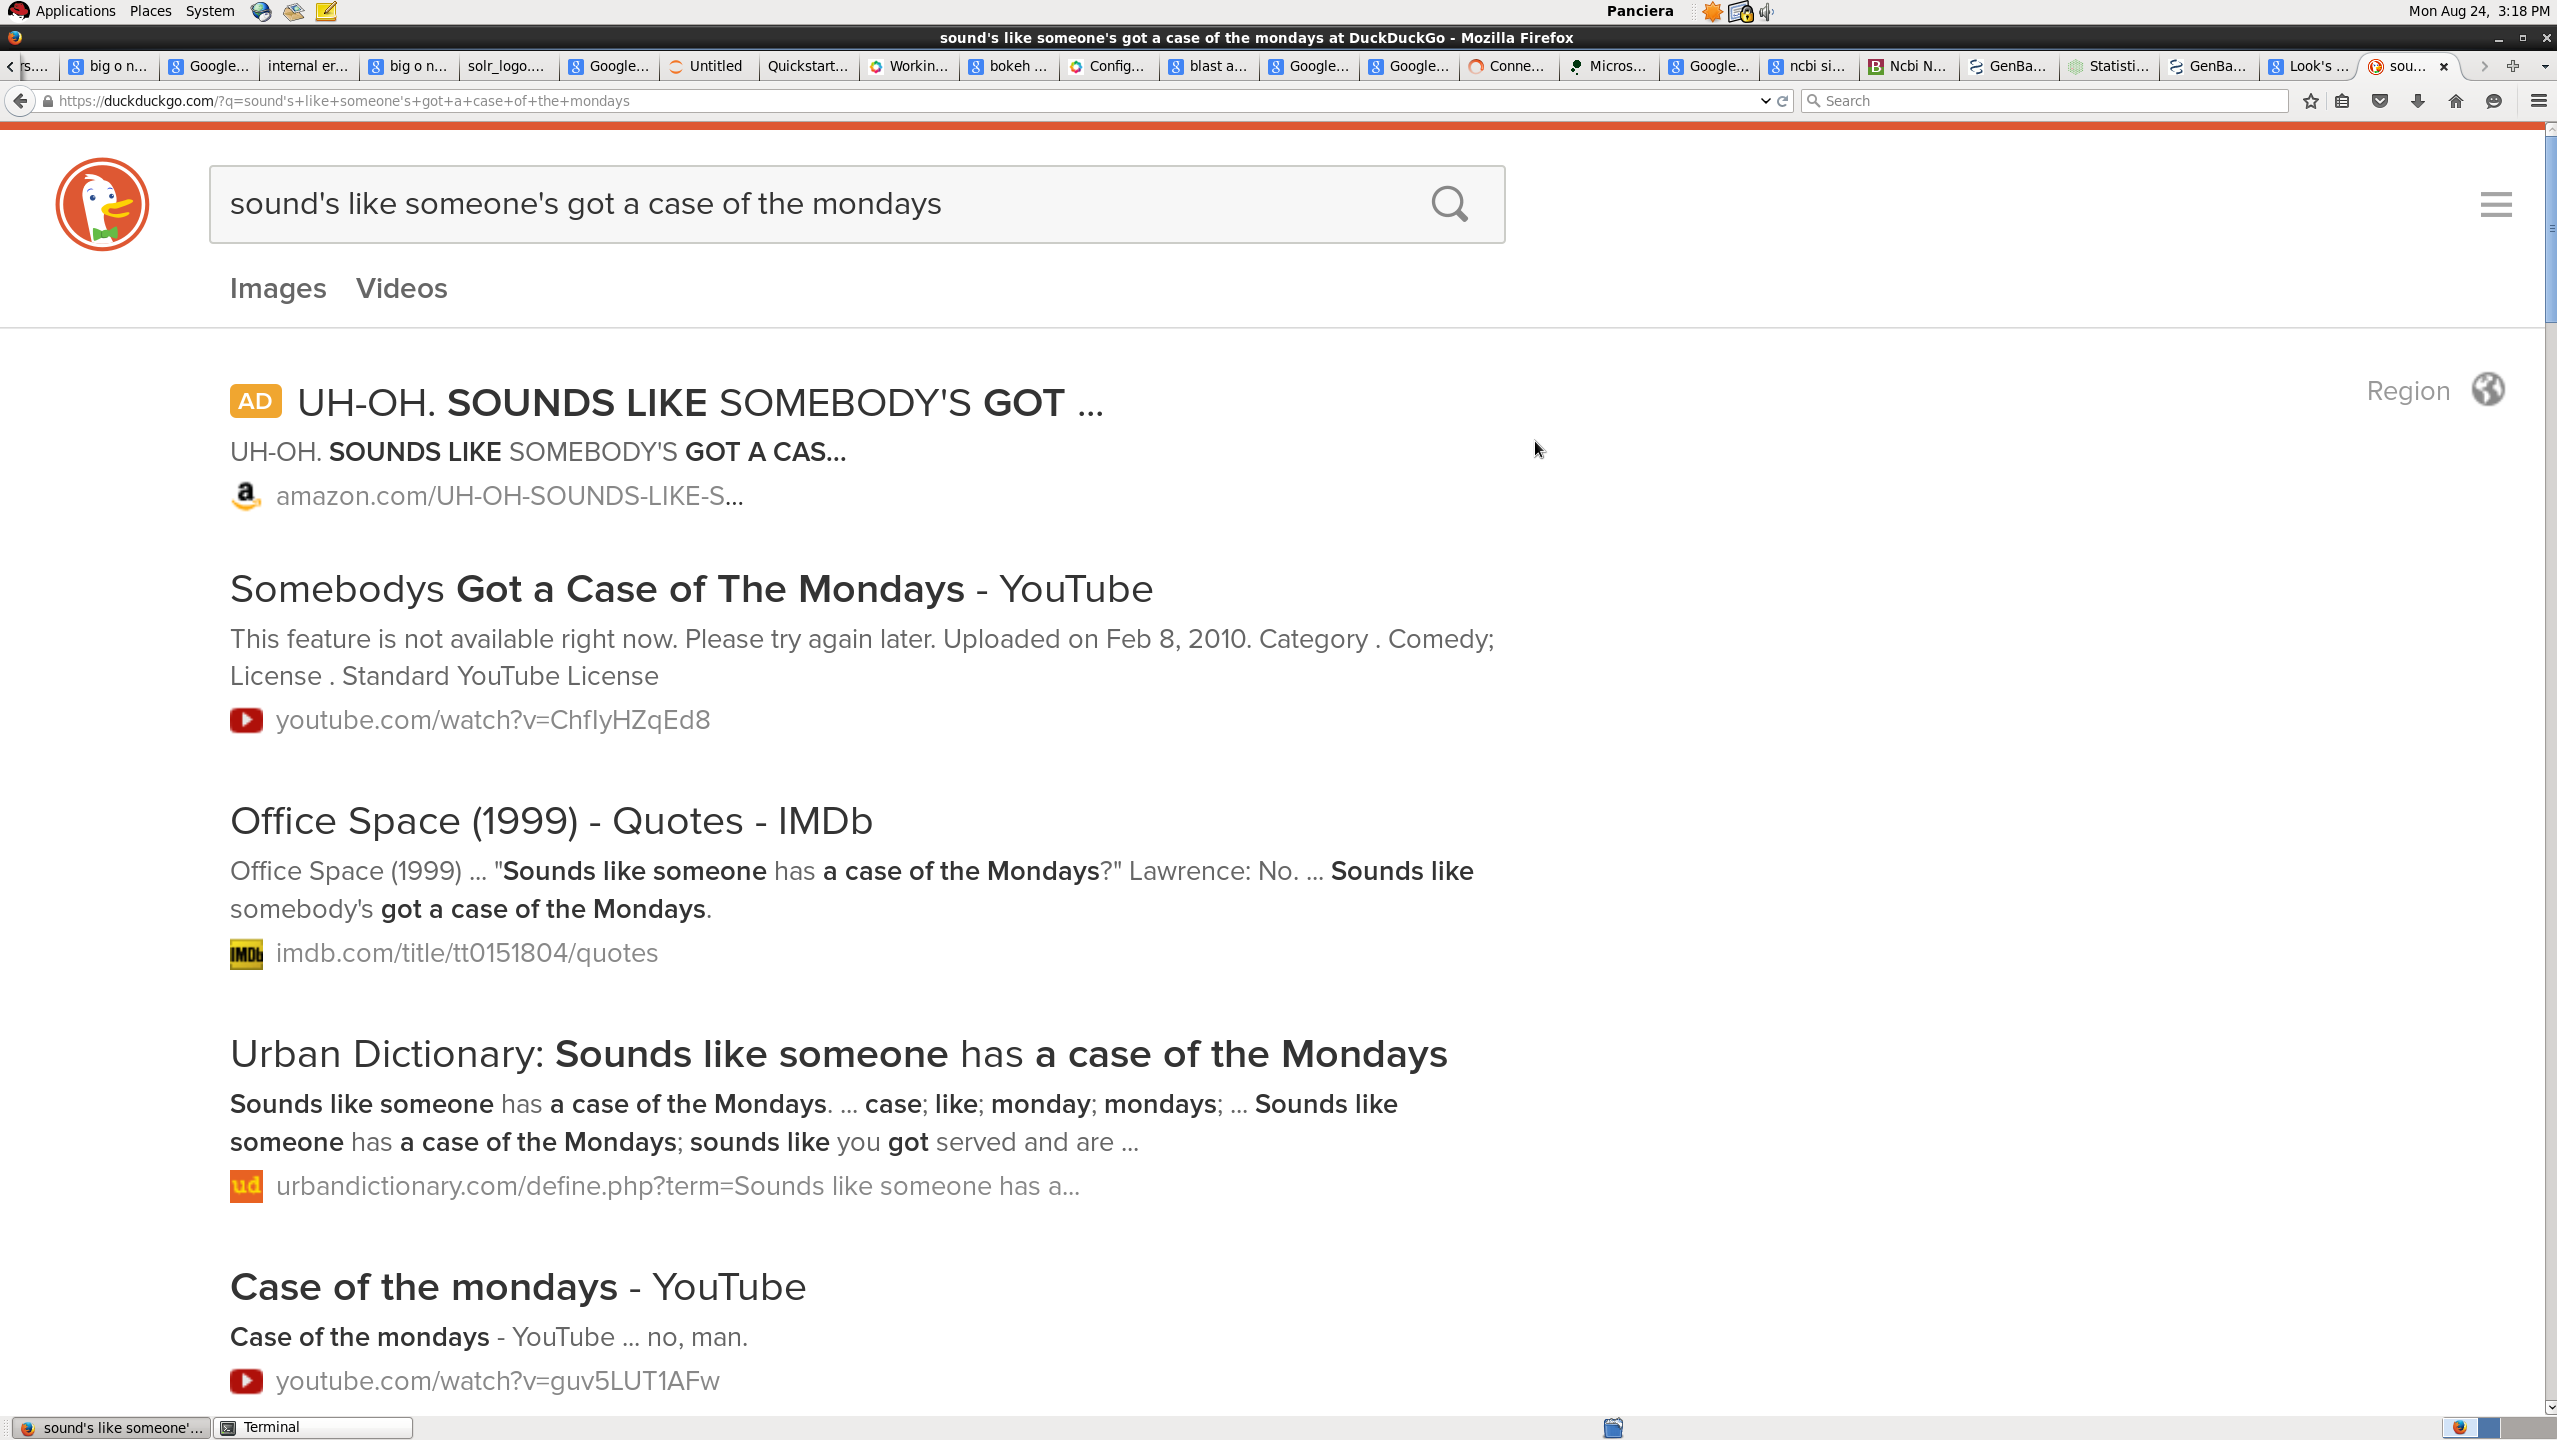 Applications Places System Panciera Mon Aug 24, 3:18 PM
sound's like someone's got a case of the mondays at DuckDuckGo - Mozilla Firefox
rs.... big o n... Google... internal er... big o n... solr_logo.... Google... Untitled Quickstart... Workin... bokeh ... Config... blast a... Google... Google... Conne... Micros... Google... ncbi si... Ncbi N... GenBa... Statisti... GenBa... Look's ... sou...
https://duckduckgo.com/?q=sound's+like+someone's+got+a+case+of+the+mondays Search
sound's like someone's got a case of the mondays
Images Videos
AD UH-OH. SOUNDS LIKE SOMEBODY'S GOT ...
Region
UH-OH. SOUNDS LIKE SOMEBODY'S GOT A CAS...
amazon.com/UH-OH-SOUNDS-LIKE-S...
Somebodys Got a Case of The Mondays - YouTube
This feature is not available right now. Please try again later. Uploaded on Feb 8, 2010. Category . Comedy;
License . Standard YouTube License
youtube.com/watch?v=ChfIyHZqEd8
Office Space (1999) - Quotes - IMDb
Office Space (1999) ... "Sounds like someone has a case of the Mondays?" Lawrence: No. ... Sounds like
somebody's got a case of the Mondays.
IMDb imdb.com/title/tt0151804/quotes
Urban Dictionary: Sounds like someone has a case of the Mondays
Sounds like someone has a case of the Mondays. ... case; like; monday; mondays; ... Sounds like
someone has a case of the Mondays; sounds like you got served and are ...
ud urbandictionary.com/define.php?term=Sounds like someone has a...
Case of the mondays - YouTube
Case of the mondays - YouTube ... no, man.
youtube.com/watch?v=guv5LUT1AFw
sound's like someone'... Terminal